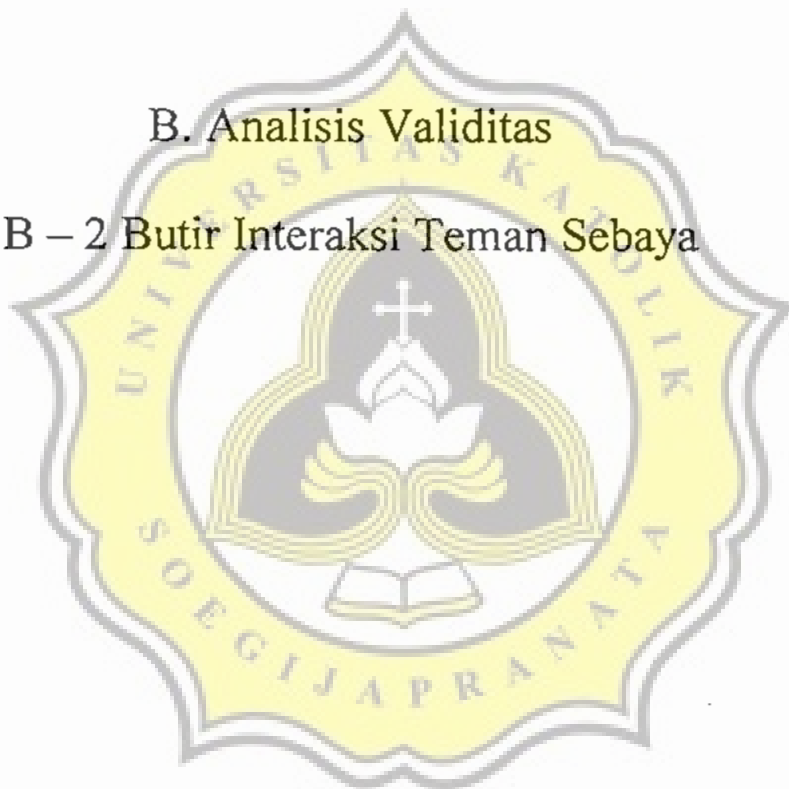 B. Analisis Validitas
B – 2 Butir Interaksi Teman Sebaya
UNIVERSITAS KATOLIK
SOEGIJAPRANATA